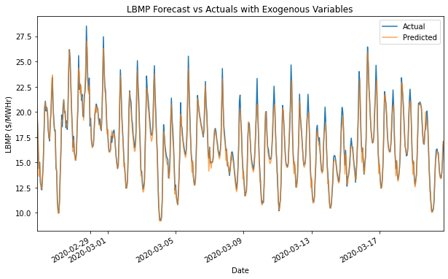 LBMP Forecast vs Actuals with Exogenous Variables
Actual
Predicted
LBMP ($/MWHr)
27.5
25.0
22.5
20.0
17.5
15.0
12.5
10.0
2020-02-29
2020-03-01
2020-03-05
2020-03-09
2020-03-13
2020-03-17
Date